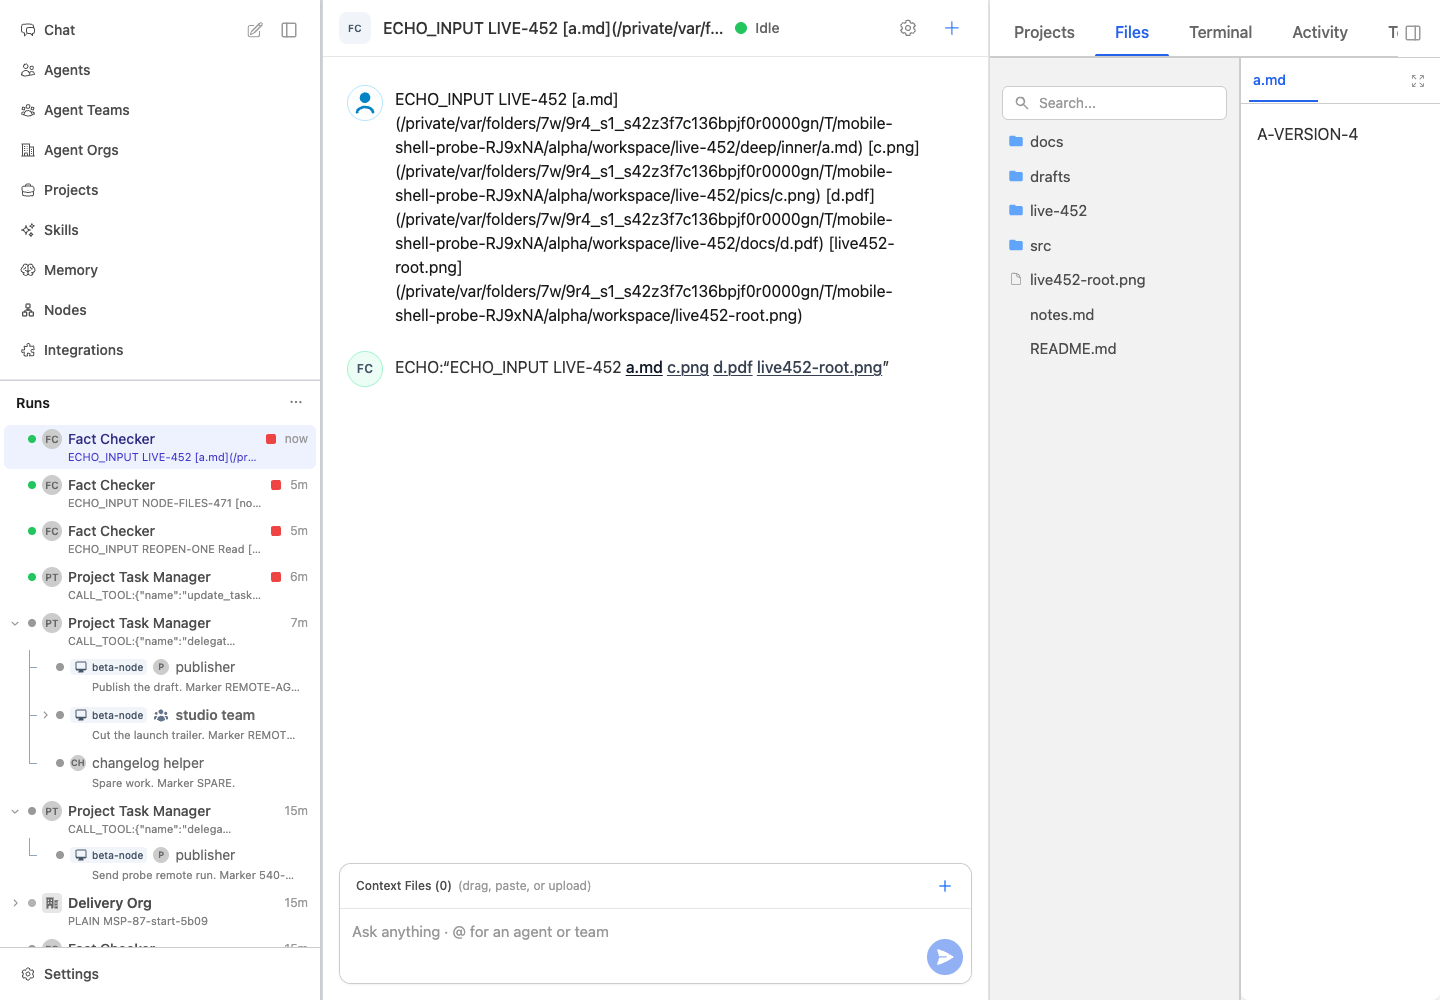 Chat
Agents
Agent Teams
Agent Orgs
Projects
Skills
Memory
Nodes
Integrations
Runs
FC Fact Checker now
ECHO_INPUT LIVE-452 [a.md](/pr...
FC Fact Checker 5m
ECHO_INPUT NODE-FILES-471 [no...
FC Fact Checker 5m
ECHO_INPUT REOPEN-ONE Read [...
PT Project Task Manager 6m
CALL_TOOL:{"name":"update_task...
PT Project Task Manager 7m
CALL_TOOL:{"name":"delegat...
beta-node P publisher
Publish the draft. Marker REMOTE-AG...
beta-node studio team
Cut the launch trailer. Marker REMOT...
CH changelog helper
Spare work. Marker SPARE.
PT Project Task Manager 15m
CALL_TOOL:{"name":"delega...
beta-node P publisher
Send probe remote run. Marker 540-...
Delivery Org 15m
PLAIN MSP-87-start-5b09
FC Fact Checker 15m
Settings
FC ECHO_INPUT LIVE-452 [a.md](/private/var/f... Idle
ECHO_INPUT LIVE-452 [a.md]
(/private/var/folders/7w/9r4_s1_s42z3f7c136bpjf0r0000gn/T/mobile-
shell-probe-RJ9xNA/alpha/workspace/live-452/deep/inner/a.md) [c.png]
(/private/var/folders/7w/9r4_s1_s42z3f7c136bpjf0r0000gn/T/mobile-
shell-probe-RJ9xNA/alpha/workspace/live-452/pics/c.png) [d.pdf]
(/private/var/folders/7w/9r4_s1_s42z3f7c136bpjf0r0000gn/T/mobile-
shell-probe-RJ9xNA/alpha/workspace/live-452/docs/d.pdf) [live452-
root.png]
(/private/var/folders/7w/9r4_s1_s42z3f7c136bpjf0r0000gn/T/mobile-
shell-probe-RJ9xNA/alpha/workspace/live452-root.png)
FC ECHO:“ECHO_INPUT LIVE-452 a.md c.png d.pdf live452-root.png”
Context Files (0) (drag, paste, or upload)
Ask anything · @ for an agent or team
Projects Files Terminal Activity
Search...
docs
drafts
live-452
src
live452-root.png
notes.md
README.md
a.md
A-VERSION-4